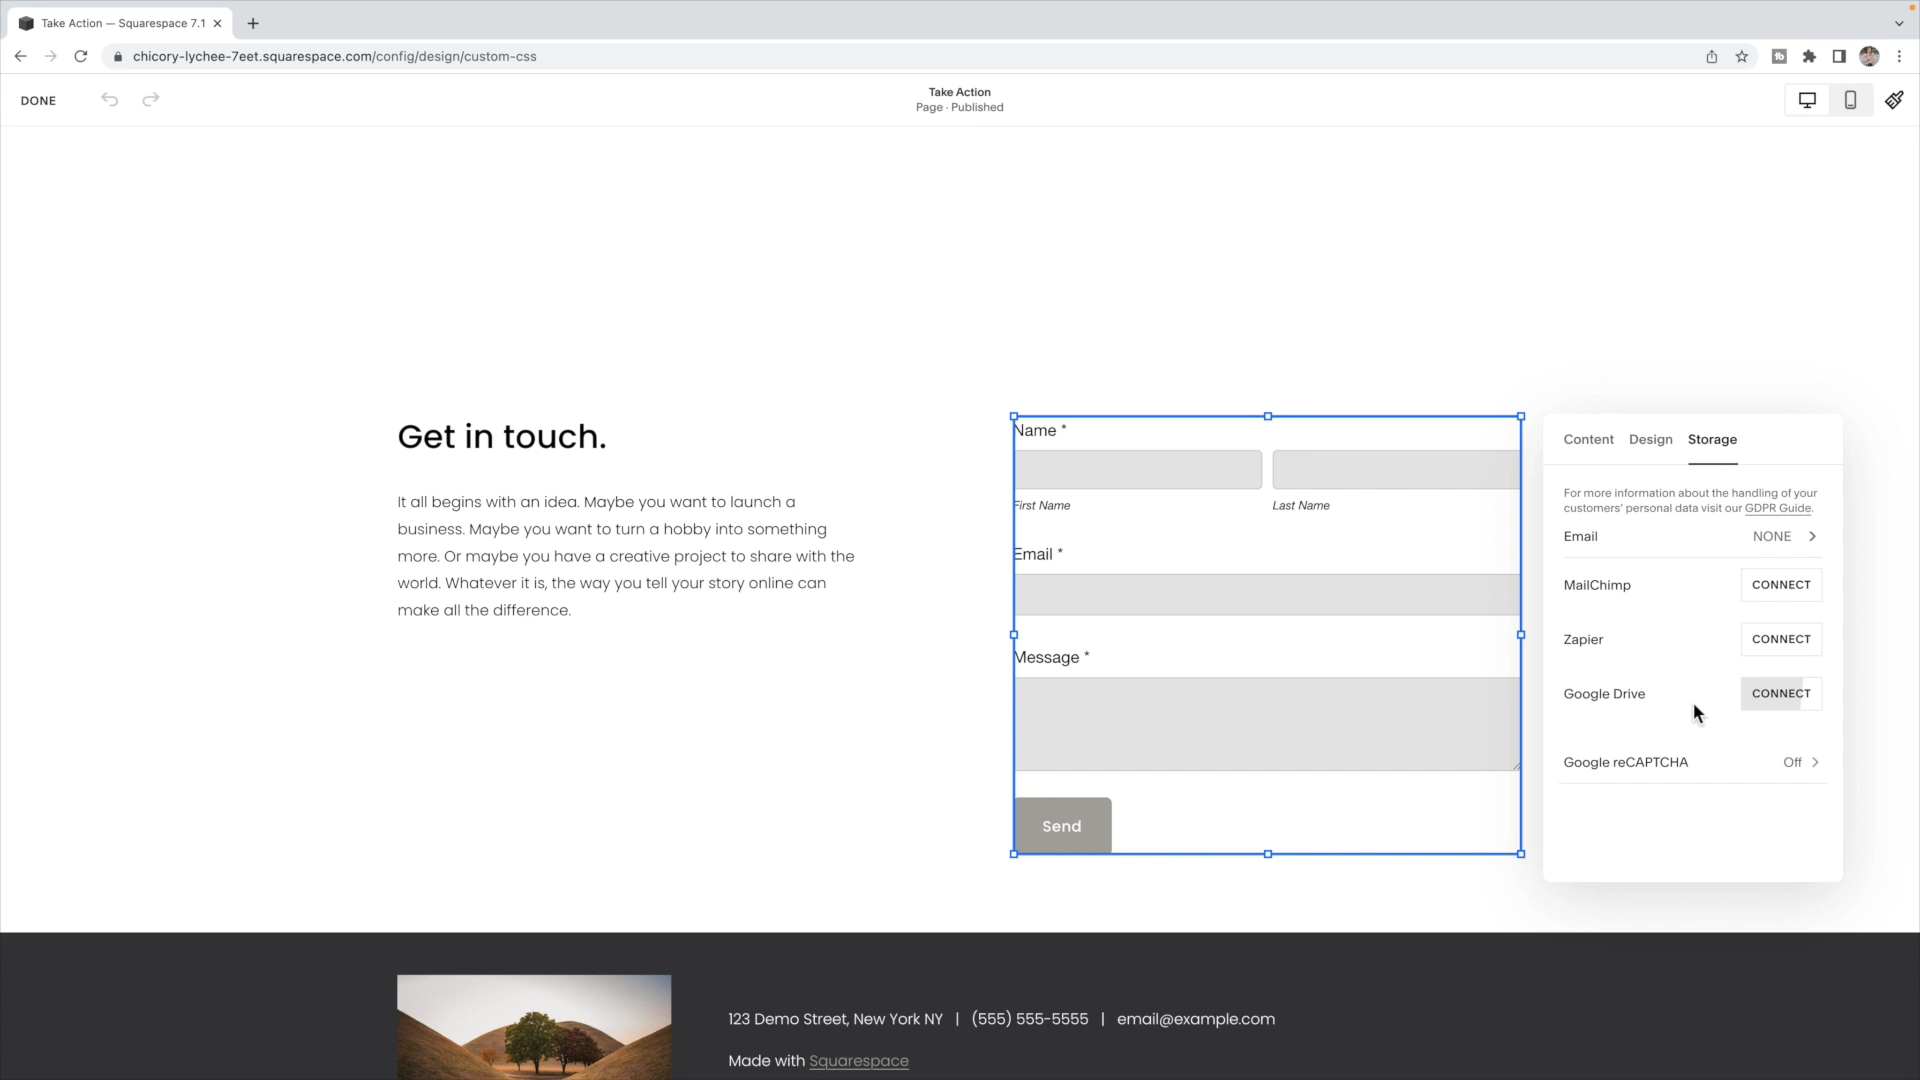 Take Action — Squarespace 7.1
chicory-lychee-7eet.squarespace.com/config/design/custom-css
DONE
Take Action
Page · Published
Get in touch.
It all begins with an idea. Maybe you want to launch a
business. Maybe you want to turn a hobby into something
more. Or maybe you have a creative project to share with the
world. Whatever it is, the way you tell your story online can
make all the difference.
Name *
First Name
Last Name
Email *
Message *
Send
Content Design Storage
For more information about the handling of your
customers' personal data visit our GDPR Guide.
Email NONE
MailChimp CONNECT
Zapier CONNECT
Google Drive CONNECT
Google reCAPTCHA Off
123 Demo Street, New York NY | (555) 555-5555 | email@example.com
Made with Squarespace